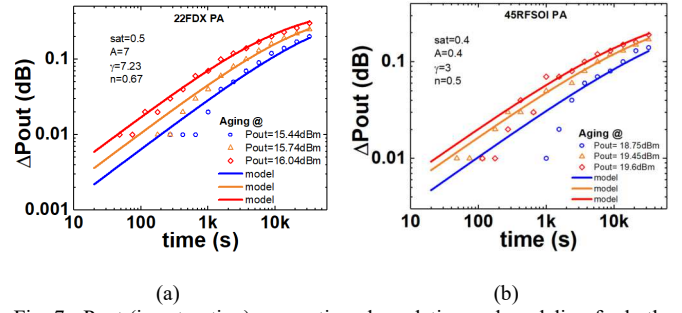 (a)
22FDX PA
sat=0.5
A=7
γ=7.23
n=0.67
ΔPout (dB)
0.1
0.01
0.001
Aging @
Pout=15.44dBm
Pout=15.74dBm
Pout=16.04dBm
model
model
model
10 100 1k 10k
time (s)
(b)
45RFSOI PA
sat=0.4
A=0.4
γ=3
n=0.5
ΔPout (dB)
0.1
0.01
Aging @
Pout= 18.75dBm
Pout= 19.45dBm
Pout= 19.6dBm
model
model
model
10 100 1k 10k
time (s)
(a) (b)